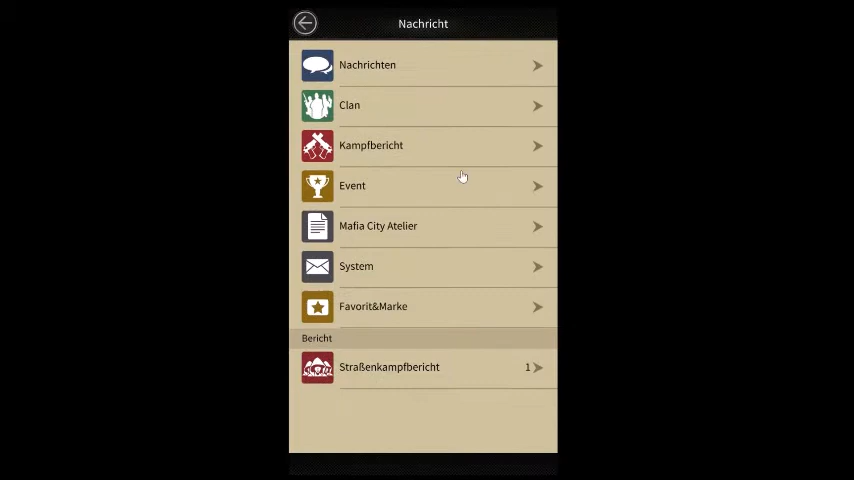 Nachricht
Nachrichten
Clan
Kampfbericht
Event
Mafia City Atelier
System
Favorit&Marke
Bericht
Straßenkampfbericht 1